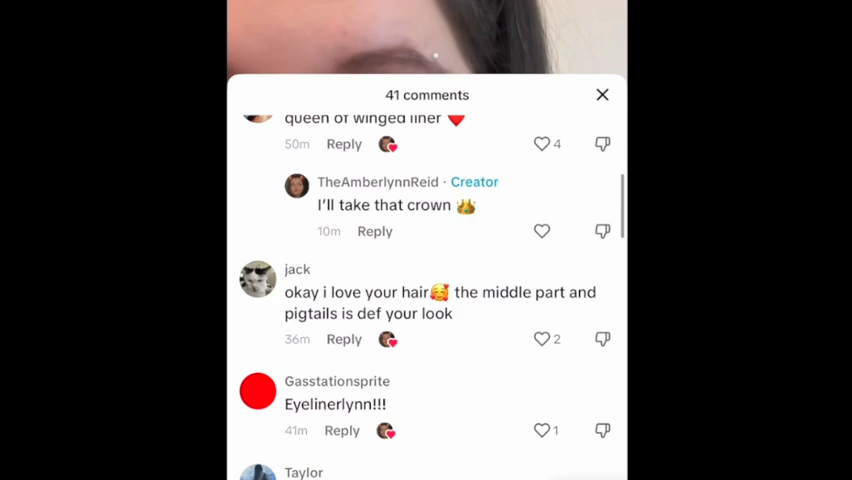 41 comments
queen of winged liner ❤️
50m Reply 4
TheAmberlynnReid · Creator
I'll take that crown 👑
10m Reply
jack
okay i love your hair🥰 the middle part and
pigtails is def your look
36m Reply 2
Gasstationsprite
Eyelinerlynn!!!
41m Reply 1
Taylor